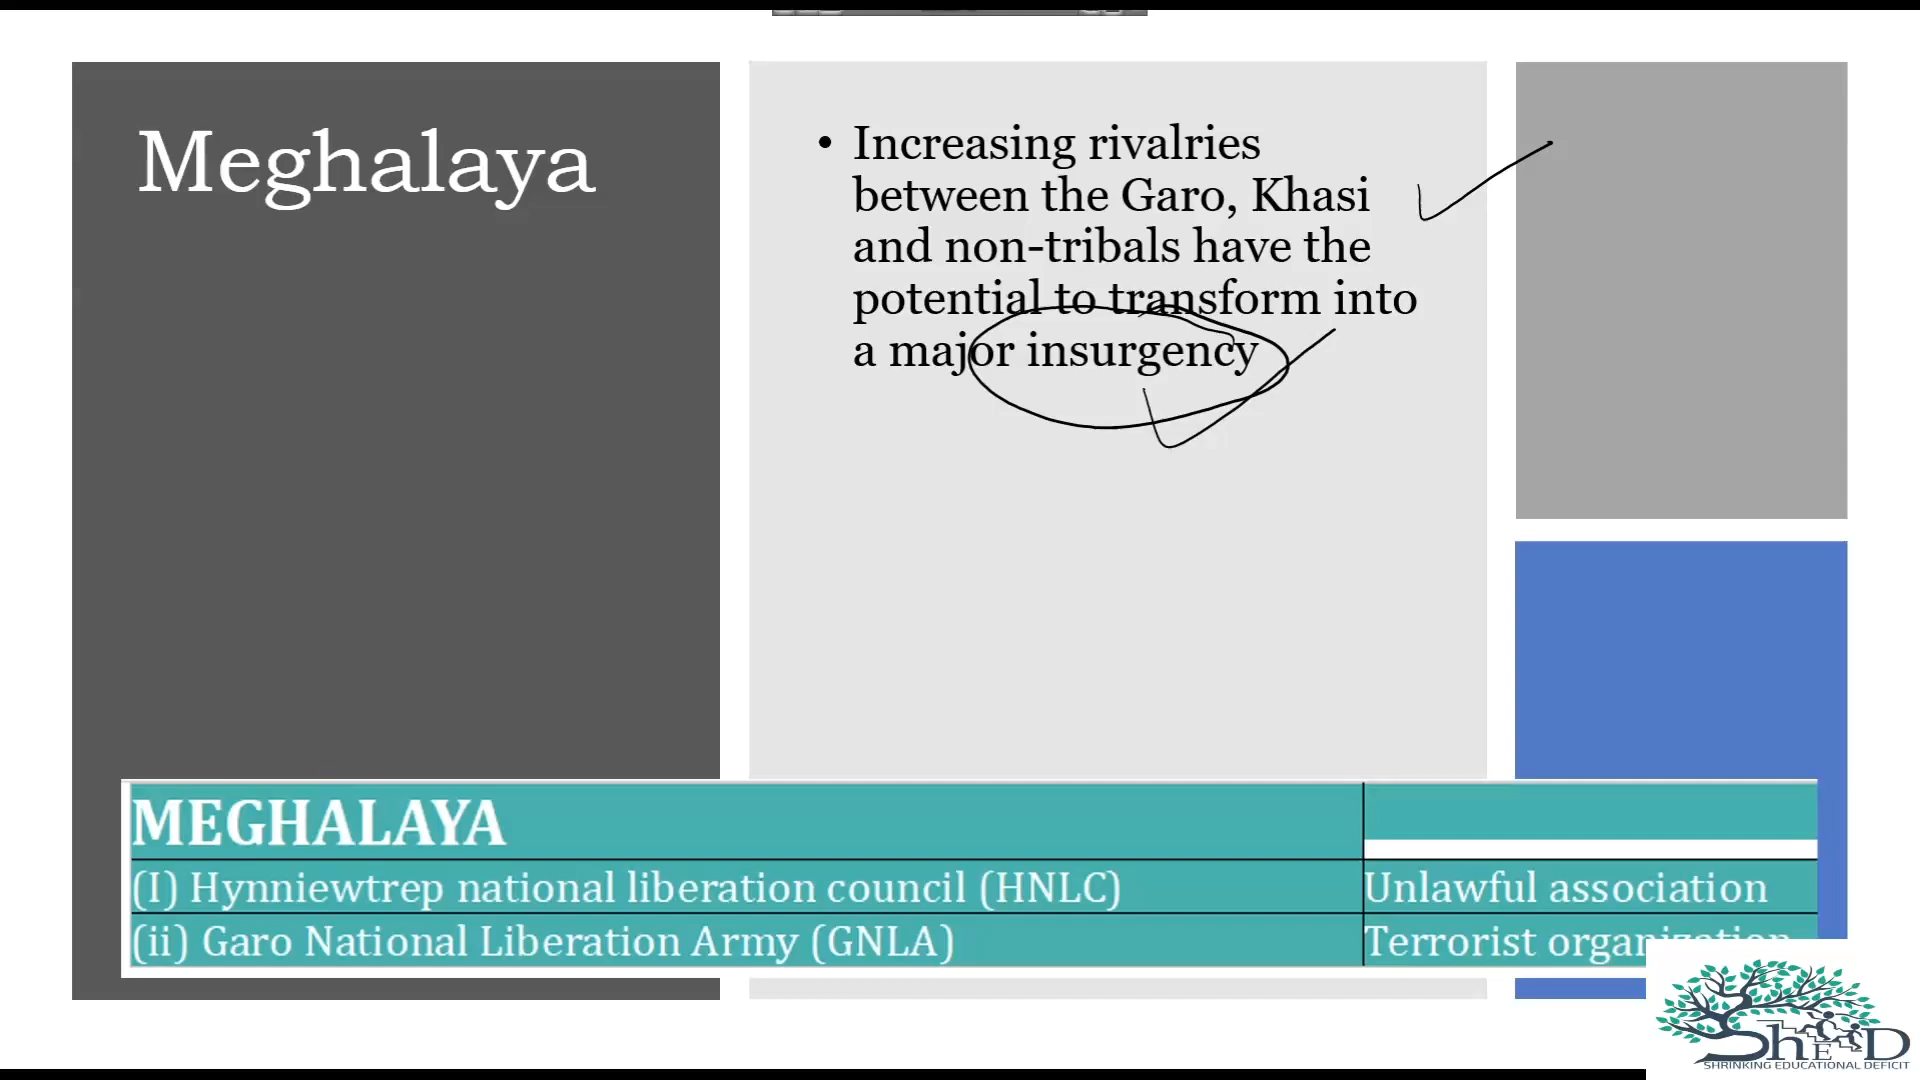 Meghalaya
• Increasing rivalries
between the Garo, Khasi
and non-tribals have the
potential to transform into
a major insurgency
MEGHALAYA
(I) Hynniewtrep national liberation council (HNLC) Unlawful association
(ii) Garo National Liberation Army (GNLA) Terrorist organization
ShED
SHRINKING EDUCATIONAL DEFICIT